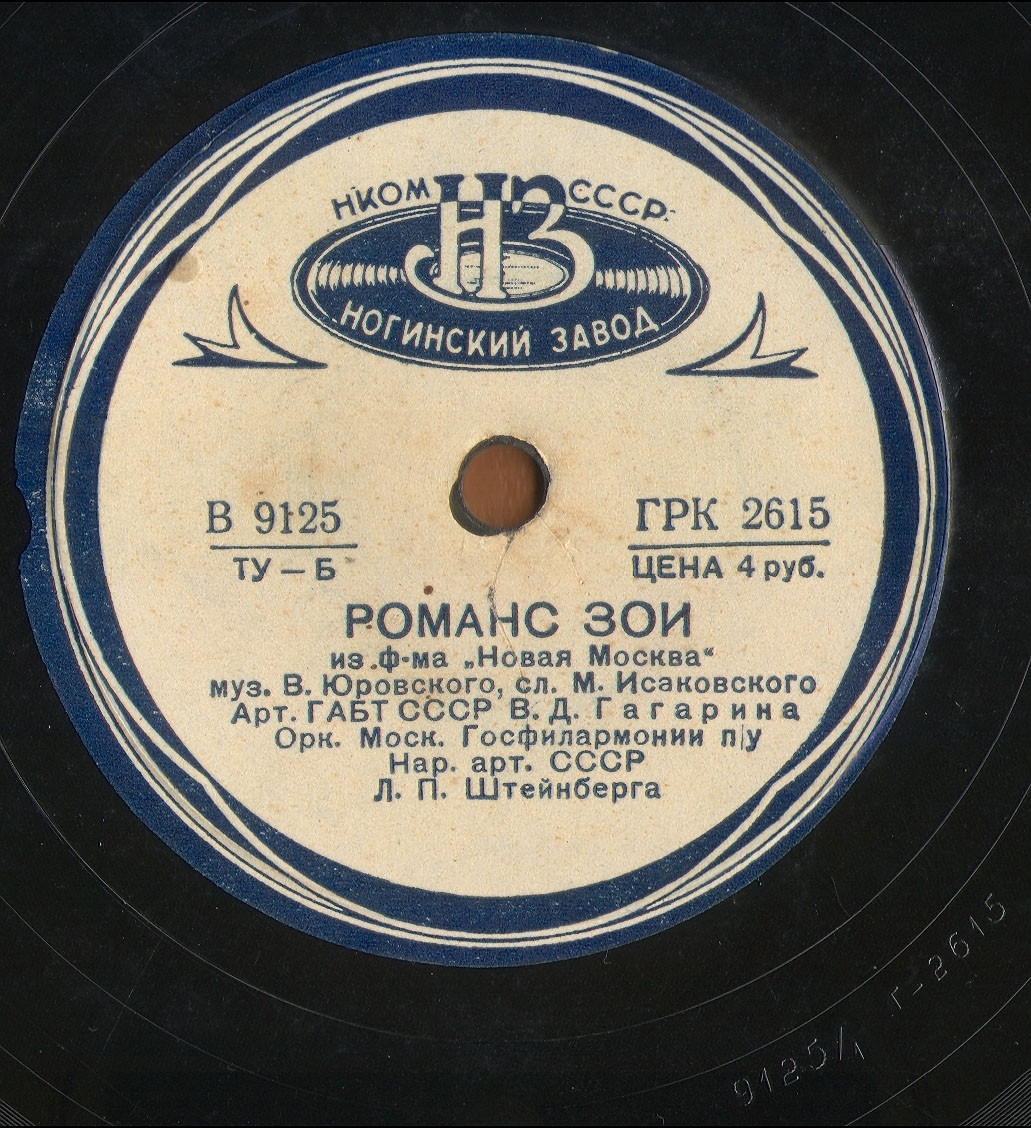 НКОМ НЗ СССР
НОГИНСКИЙ ЗАВОД
В 9125
ТУ — Б
ГРК 2615
ЦЕНА 4 руб.
РОМАНС ЗОИ
из ф-ма „Новая Москва“
муз. В. Юровского, сл. М. Исаковского
Арт. ГАБТ СССР В. Д. Гагарина
Орк. Моск. Госфилармонии п/у
Нар. арт. СССР
Л. П. Штейнберга
Г-2615
9125/1